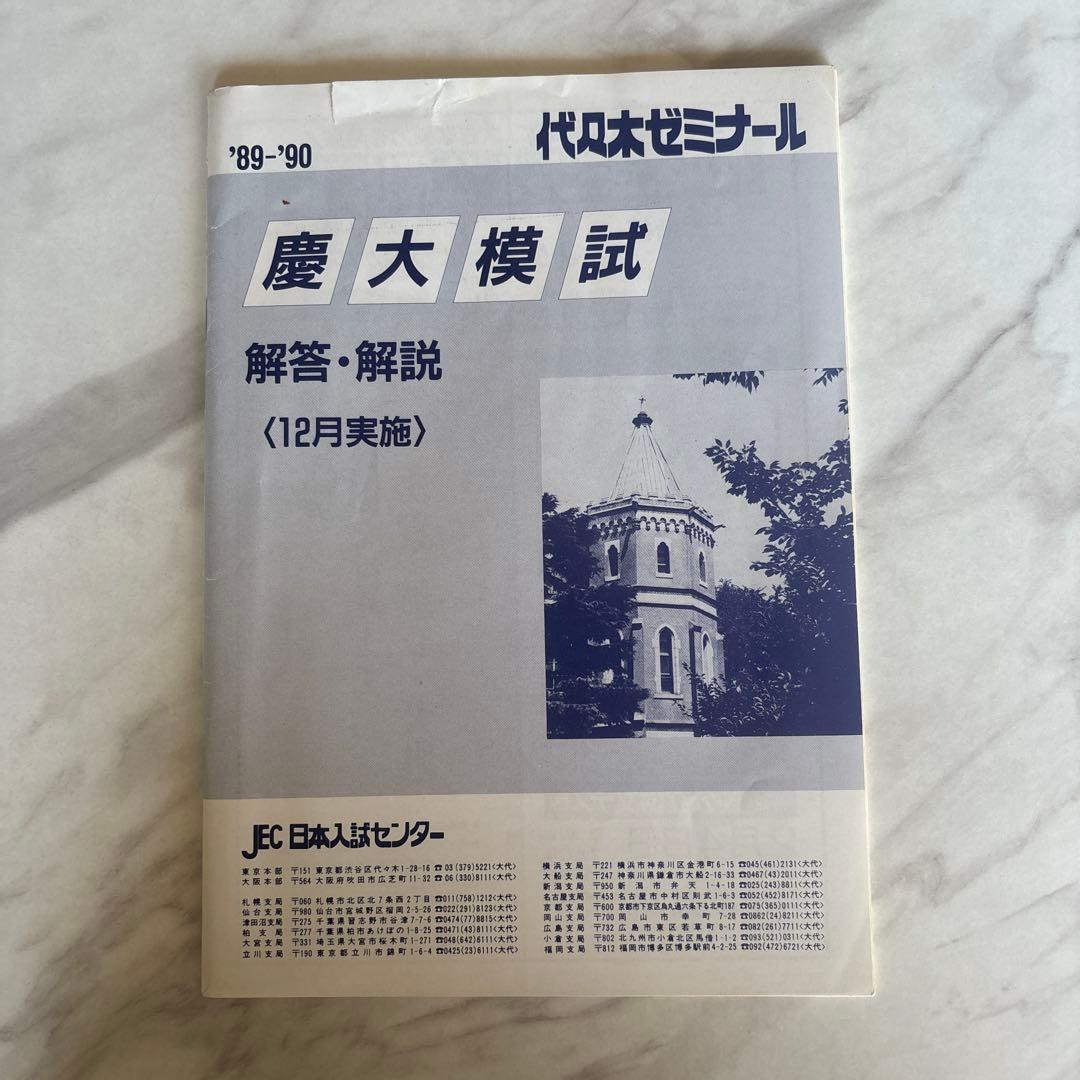 '89-'90
代々木ゼミナール
慶大模試
解答・解説
〈12月実施〉
JEC 日本入試センター
東京本部 〒151 東京都渋谷区代々木1-28-16 ☎03(379)5221<大代>
大阪本部 〒564 大阪府吹田市広芝町11-32 ☎06(330)8111<大代>
札幌支局 〒060 札幌市北区北7条西2丁目 ☎011(758)1212<大代>
仙台支局 〒980 仙台市宮城野区榴岡2-5-26 ☎022(291)8123<大代>
津田沼支局 〒275 千葉県習志野市谷津7-7-6 ☎0474(77)8815<大代>
柏支局 〒277 千葉県柏市あけぼの1-8-25 ☎0471(43)8111<大代>
大宮支局 〒331 埼玉県大宮市桜木町1-271 ☎048(642)6111<大代>
立川支局 〒190 東京都立川市錦町1-6-4 ☎0425(23)6111<大代>
横浜支局 〒221 横浜市神奈川区金港町6-15 ☎045(461)2131<大代>
大船支局 〒247 神奈川県鎌倉市大船2-16-33 ☎0467(43)2011<大代>
新潟支局 〒950 新潟市弁天1-4-18 ☎025(243)8811<大代>
名古屋支局 〒453 名古屋市中村区則武1-6-3 ☎052(452)8171<大代>
京都支局 〒600 京都市下京区烏丸通六条下る北町187 ☎075(365)0111<大代>
岡山支局 〒700 岡山市幸町7-28 ☎0862(24)8211<大代>
広島支局 〒732 広島市東区若草町8-17 ☎082(261)7711<大代>
小倉支局 〒802 北九州市小倉北区馬借1-1-2 ☎093(521)0311<大代>
福岡支局 〒812 福岡市博多区博多駅前4-2-25 ☎092(472)6721<大代>